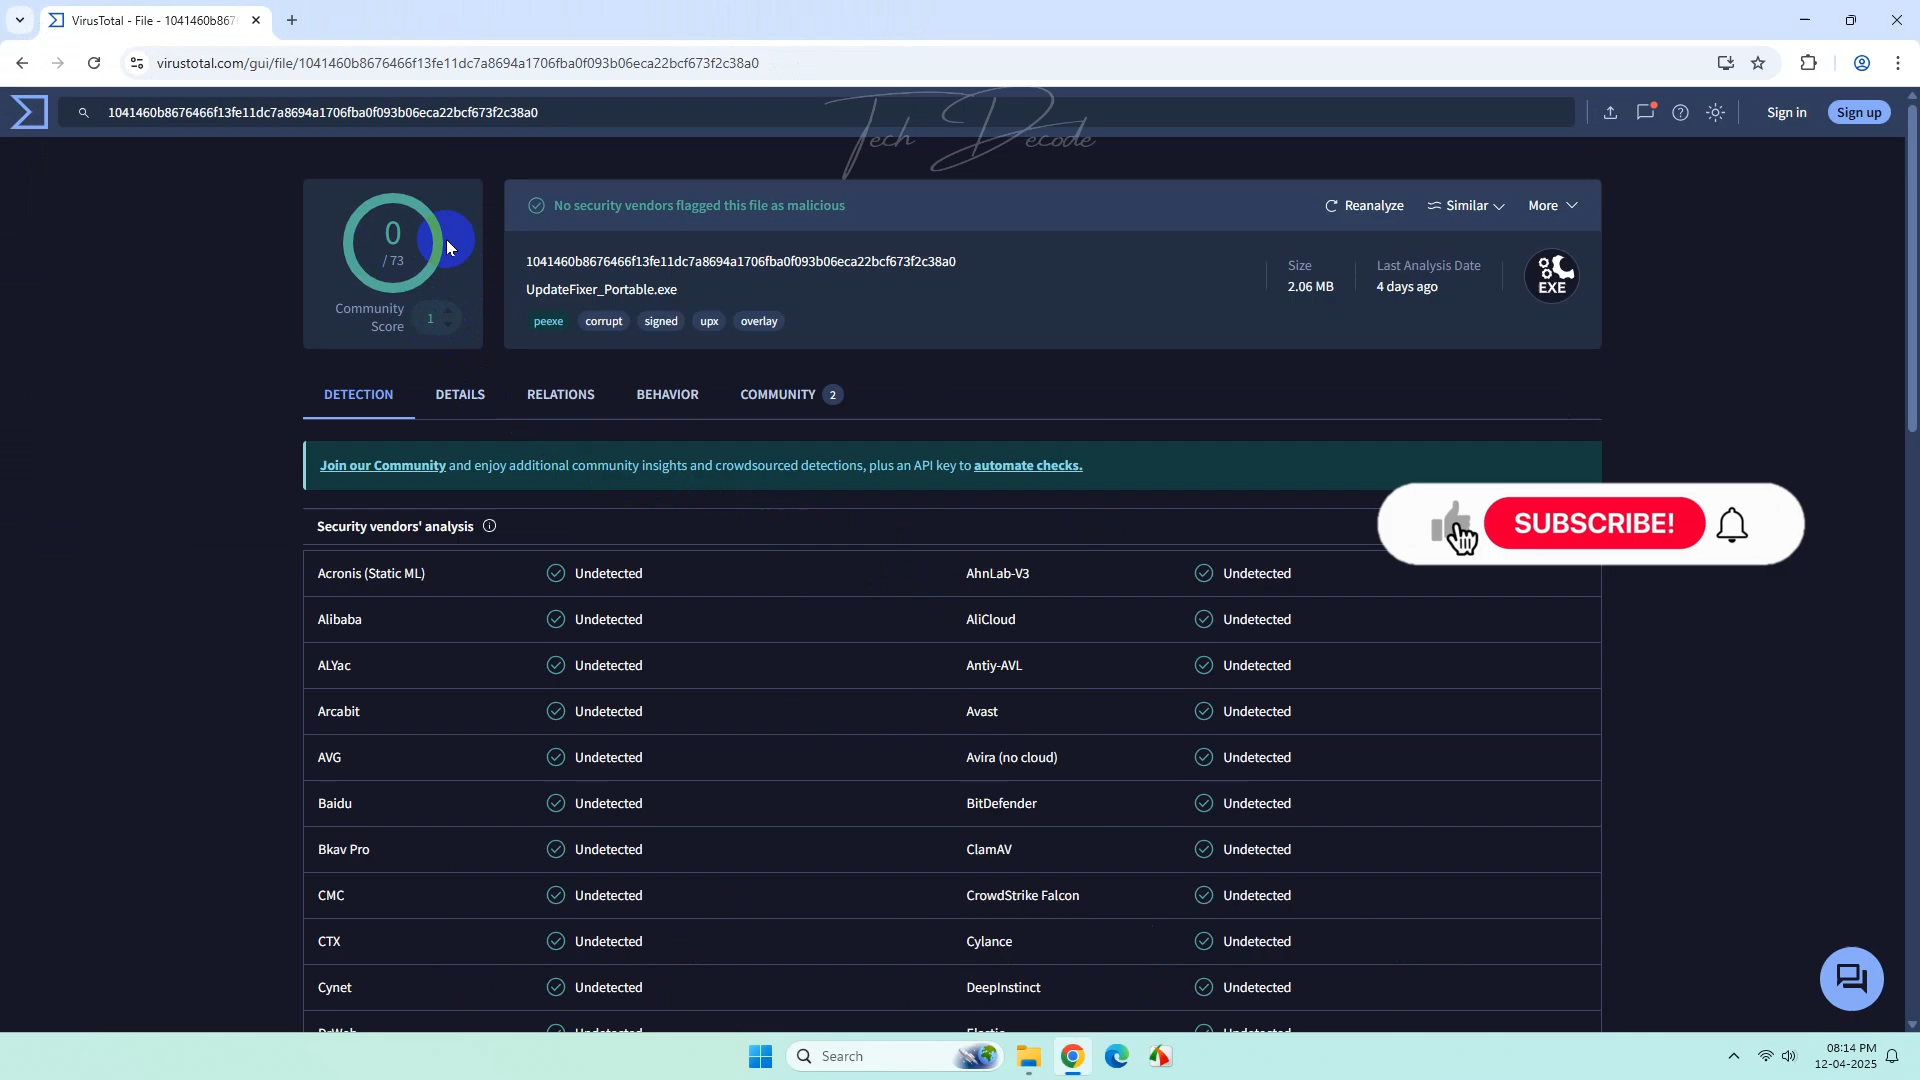 VirusTotal - File - 1041460b867
virustotal.com/gui/file/1041460b8676466f13fe11dc7a8694a1706fba0f093b06eca22bcf673f2c38a0
1041460b8676466f13fe11dc7a8694a1706fba0f093b06eca22bcf673f2c38a0
Sign in
Sign up
Tech Decode
0
/ 73
Community
Score
1
No security vendors flagged this file as malicious
Reanalyze
Similar
More
1041460b8676466f13fe11dc7a8694a1706fba0f093b06eca22bcf673f2c38a0
UpdateFixer_Portable.exe
peexe
corrupt
signed
upx
overlay
Size
2.06 MB
Last Analysis Date
4 days ago
EXE
DETECTION
DETAILS
RELATIONS
BEHAVIOR
COMMUNITY 2
Join our Community and enjoy additional community insights and crowdsourced detections, plus an API key to automate checks.
SUBSCRIBE!
Security vendors' analysis
Acronis (Static ML) Undetected AhnLab-V3 Undetected
Alibaba Undetected AliCloud Undetected
ALYac Undetected Antiy-AVL Undetected
Arcabit Undetected Avast Undetected
AVG Undetected Avira (no cloud) Undetected
Baidu Undetected BitDefender Undetected
Bkav Pro Undetected ClamAV Undetected
CMC Undetected CrowdStrike Falcon Undetected
CTX Undetected Cylance Undetected
Cynet Undetected DeepInstinct Undetected
DrWeb Undetected Elastic Undetected
Search
08:14 PM
12-04-2025